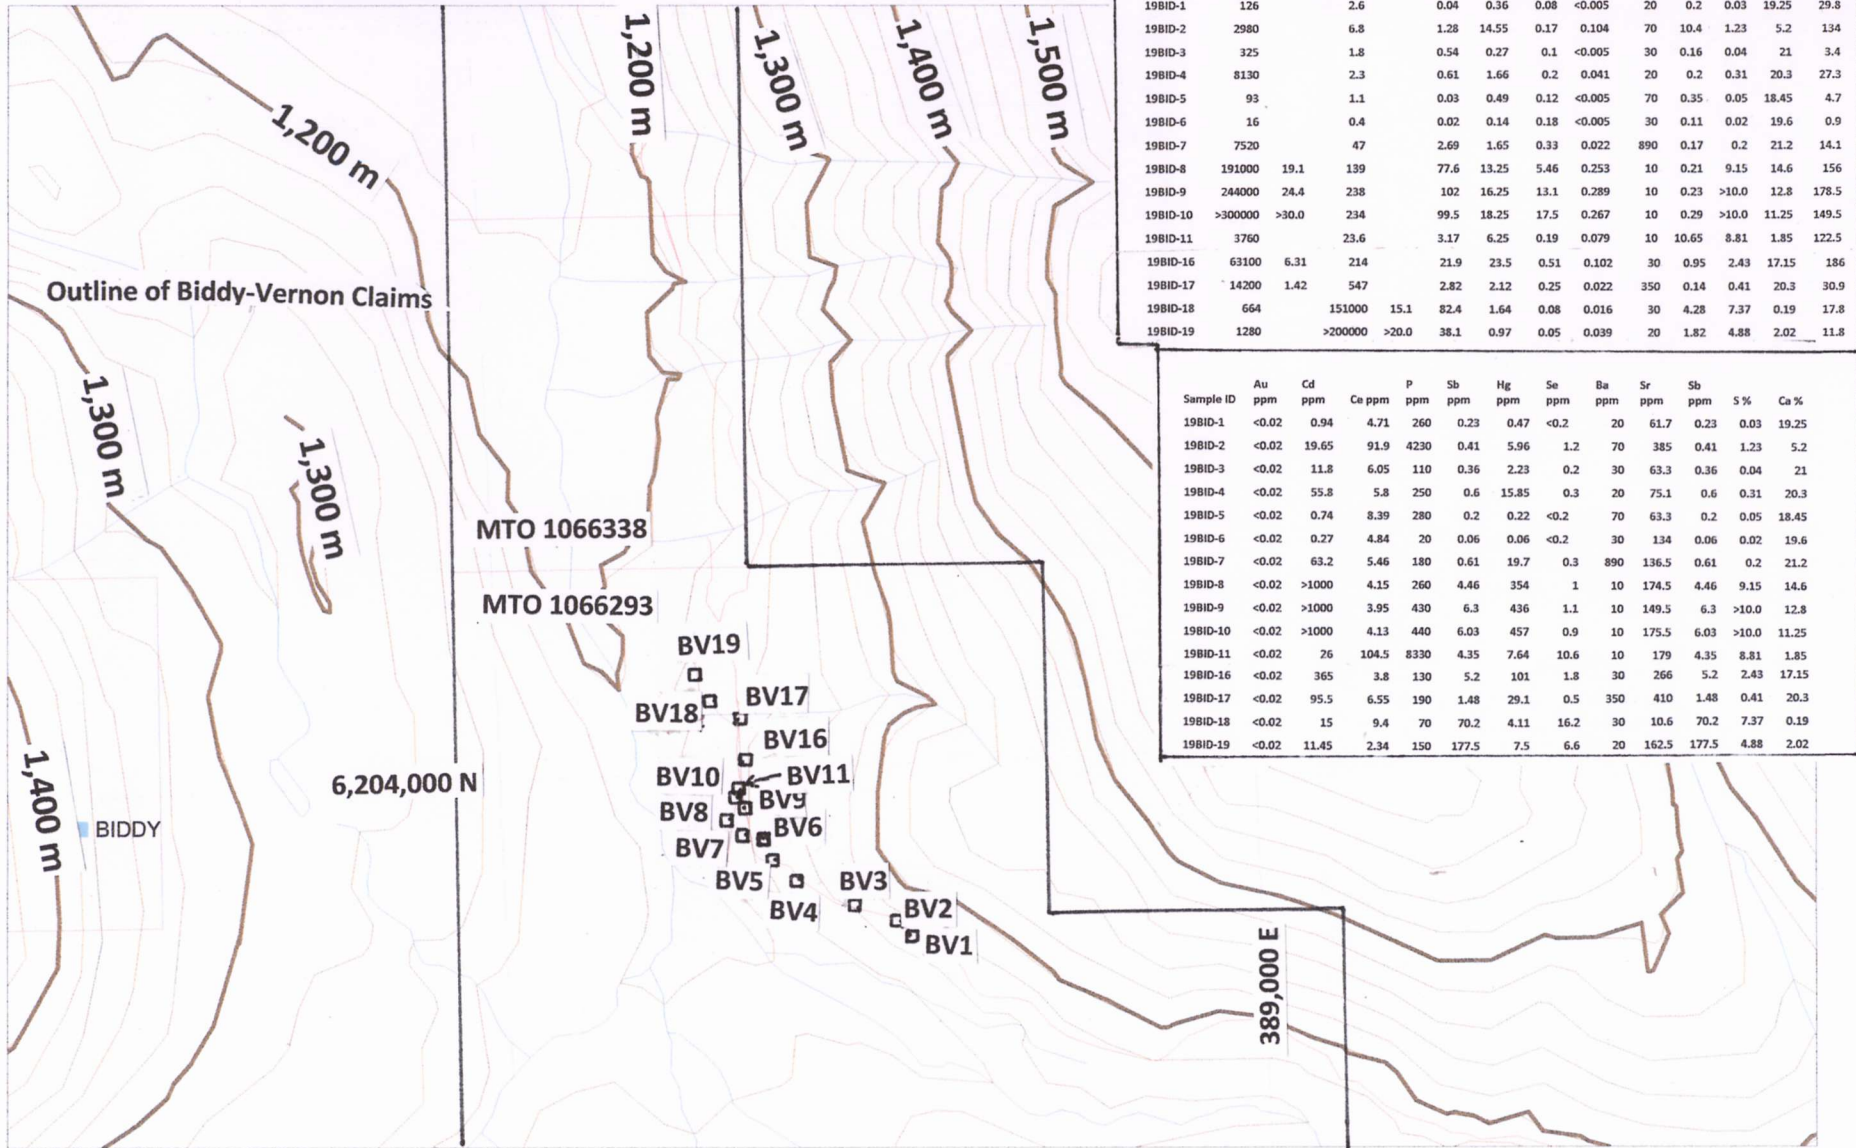 1,200 m
1,300 m
1,400 m
1,500 m
1,200 m
Outline of Biddy-Vernon Claims
1,300 m
1,300 m
1,400 m
MTO 1066338
MTO 1066293
6,204,000 N
BIDDY
BV19
BV18
BV17
BV16
BV10
BV11
BV9
BV8
BV6
BV7
BV5
BV3
BV4
BV2
BV1
389,000 E
19BID-1 126 2.6 0.04 0.36 0.08 <0.005 20 0.2 0.03 19.25 29.8
19BID-2 2980 6.8 1.28 14.55 0.17 0.104 70 10.4 1.23 5.2 134
19BID-3 325 1.8 0.54 0.27 0.1 <0.005 30 0.16 0.04 21 3.4
19BID-4 8130 2.3 0.61 1.66 0.2 0.041 20 0.2 0.31 20.3 27.3
19BID-5 93 1.1 0.03 0.49 0.12 <0.005 70 0.35 0.05 18.45 4.7
19BID-6 16 0.4 0.02 0.14 0.18 <0.005 30 0.11 0.02 19.6 0.9
19BID-7 7520 47 2.69 1.65 0.33 0.022 890 0.17 0.2 21.2 14.1
19BID-8 191000 19.1 139 77.6 13.25 5.46 0.253 10 0.21 9.15 14.6 156
19BID-9 244000 24.4 238 102 16.25 13.1 0.289 10 0.23 >10.0 12.8 178.5
19BID-10 >300000 >30.0 234 99.5 18.25 17.5 0.267 10 0.29 >10.0 11.25 149.5
19BID-11 3760 23.6 3.17 6.25 0.19 0.079 10 10.65 8.81 1.85 122.5
19BID-16 63100 6.31 214 21.9 23.5 0.51 0.102 30 0.95 2.43 17.15 186
19BID-17 14200 1.42 547 2.82 2.12 0.25 0.022 350 0.14 0.41 20.3 30.9
19BID-18 664 151000 15.1 82.4 1.64 0.08 0.016 30 4.28 7.37 0.19 17.8
19BID-19 1280 >200000 >20.0 38.1 0.97 0.05 0.039 20 1.82 4.88 2.02 11.8
Au Cd P Sb Hg Se Ba Sr Sb
Sample ID ppm ppm Ce ppm ppm ppm ppm ppm ppm ppm ppm S % Ca %
19BID-1 <0.02 0.94 4.71 260 0.23 0.47 <0.2 20 61.7 0.23 0.03 19.25
19BID-2 <0.02 19.65 91.9 4230 0.41 5.96 1.2 70 385 0.41 1.23 5.2
19BID-3 <0.02 11.8 6.05 110 0.36 2.23 0.2 30 63.3 0.36 0.04 21
19BID-4 <0.02 55.8 5.8 250 0.6 15.85 0.3 20 75.1 0.6 0.31 20.3
19BID-5 <0.02 0.74 8.39 280 0.2 0.22 <0.2 70 63.3 0.2 0.05 18.45
19BID-6 <0.02 0.27 4.84 20 0.06 0.06 <0.2 30 134 0.06 0.02 19.6
19BID-7 <0.02 63.2 5.46 180 0.61 19.7 0.3 890 136.5 0.61 0.2 21.2
19BID-8 <0.02 >1000 4.15 260 4.46 354 1 10 174.5 4.46 9.15 14.6
19BID-9 <0.02 >1000 3.95 430 6.3 436 1.1 10 149.5 6.3 >10.0 12.8
19BID-10 <0.02 >1000 4.13 440 6.03 457 0.9 10 175.5 6.03 >10.0 11.25
19BID-11 <0.02 26 104.5 8330 4.35 7.64 10.6 10 179 4.35 8.81 1.85
19BID-16 <0.02 365 3.8 130 5.2 101 1.8 30 266 5.2 2.43 17.15
19BID-17 <0.02 95.5 6.55 190 1.48 29.1 0.5 350 410 1.48 0.41 20.3
19BID-18 <0.02 15 9.4 70 70.2 4.11 16.2 30 10.6 70.2 7.37 0.19
19BID-19 <0.02 11.45 2.34 150 177.5 7.5 6.6 20 162.5 177.5 4.88 2.02